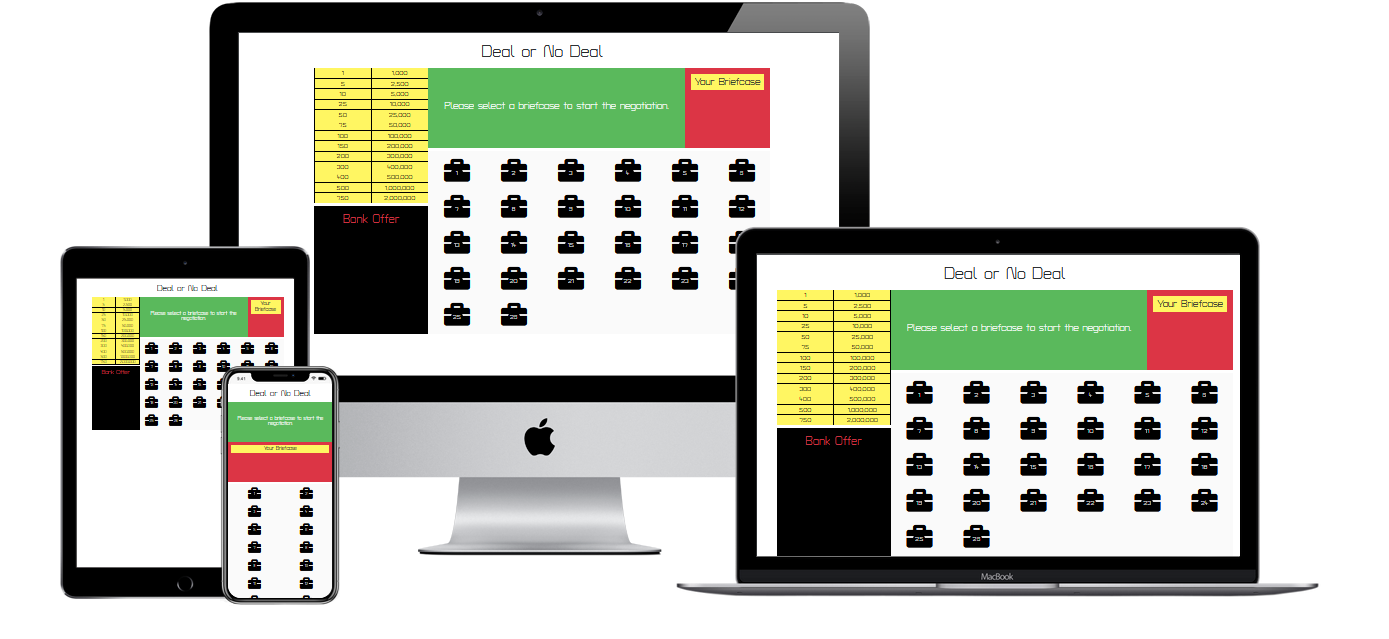 Deal or No Deal
1 1,000
5 2,500
10 5,000
25 10,000
50 25,000
75 50,000
100 100,000
150 200,000
200 300,000
300 400,000
400 500,000
500 1,000,000
750 2,000,000
Please select a briefcase to start the negotiation.
Your Briefcase
1 2 3 4 5 6
7 8 9 10 11 12
13 14 15 16 17
19 20 21 22 23
25 26
Bank Offer
Deal or No Deal
Please select a briefcase to start the
negotiation.
Your
Briefcase
Bank Offer
9:41
Deal or No Deal
Please select a briefcase to start the
negotiation.
Your Briefcase
Deal or No Deal
1 1,000
5 2,500
10 5,000
25 10,000
50 25,000
75 50,000
100 100,000
150 200,000
200 300,000
300 400,000
400 500,000
500 1,000,000
750 2,000,000
Please select a briefcase to start the negotiation.
Your Briefcase
1 2 3 4 5 6
7 8 9 10 11 12
13 14 15 16 17 18
19 20 21 22 23 24
25 26
Bank Offer
MacBook